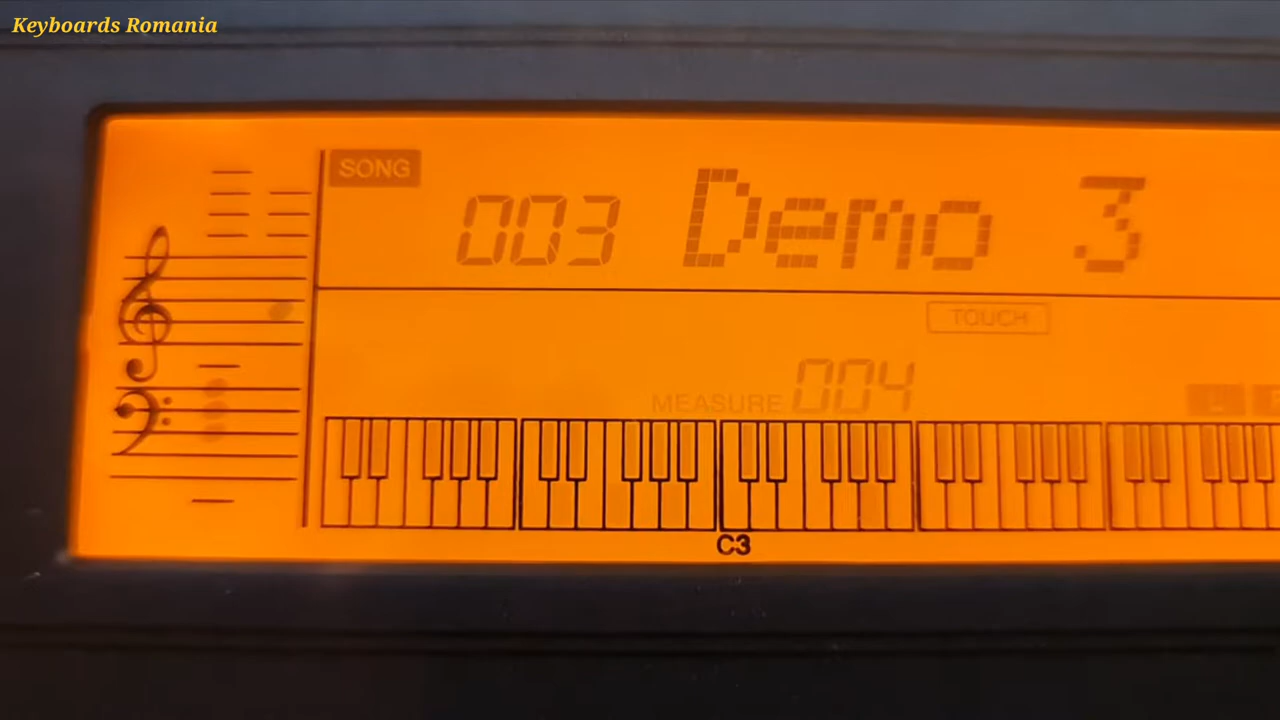 Keyboards Romania
SONG
003 Demo 3
TOUCH
MEASURE 004
C3